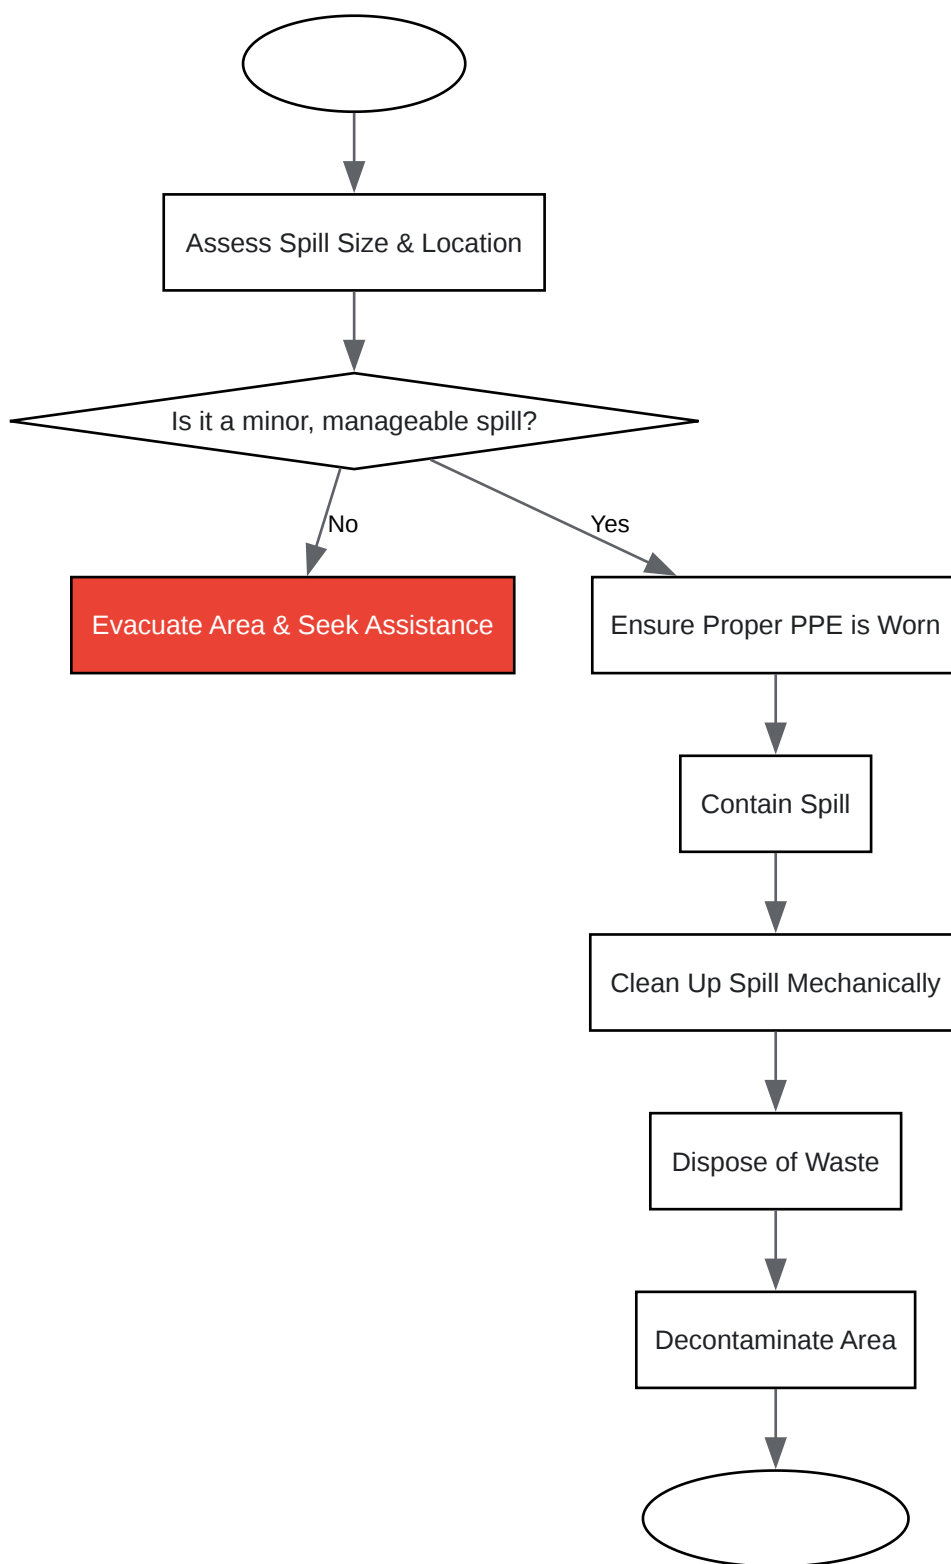 Assess Spill Size & Location
Is it a minor, manageable spill?
No
Yes
Evacuate Area & Seek Assistance
Ensure Proper PPE is Worn
Contain Spill
Clean Up Spill Mechanically
Dispose of Waste
Decontaminate Area